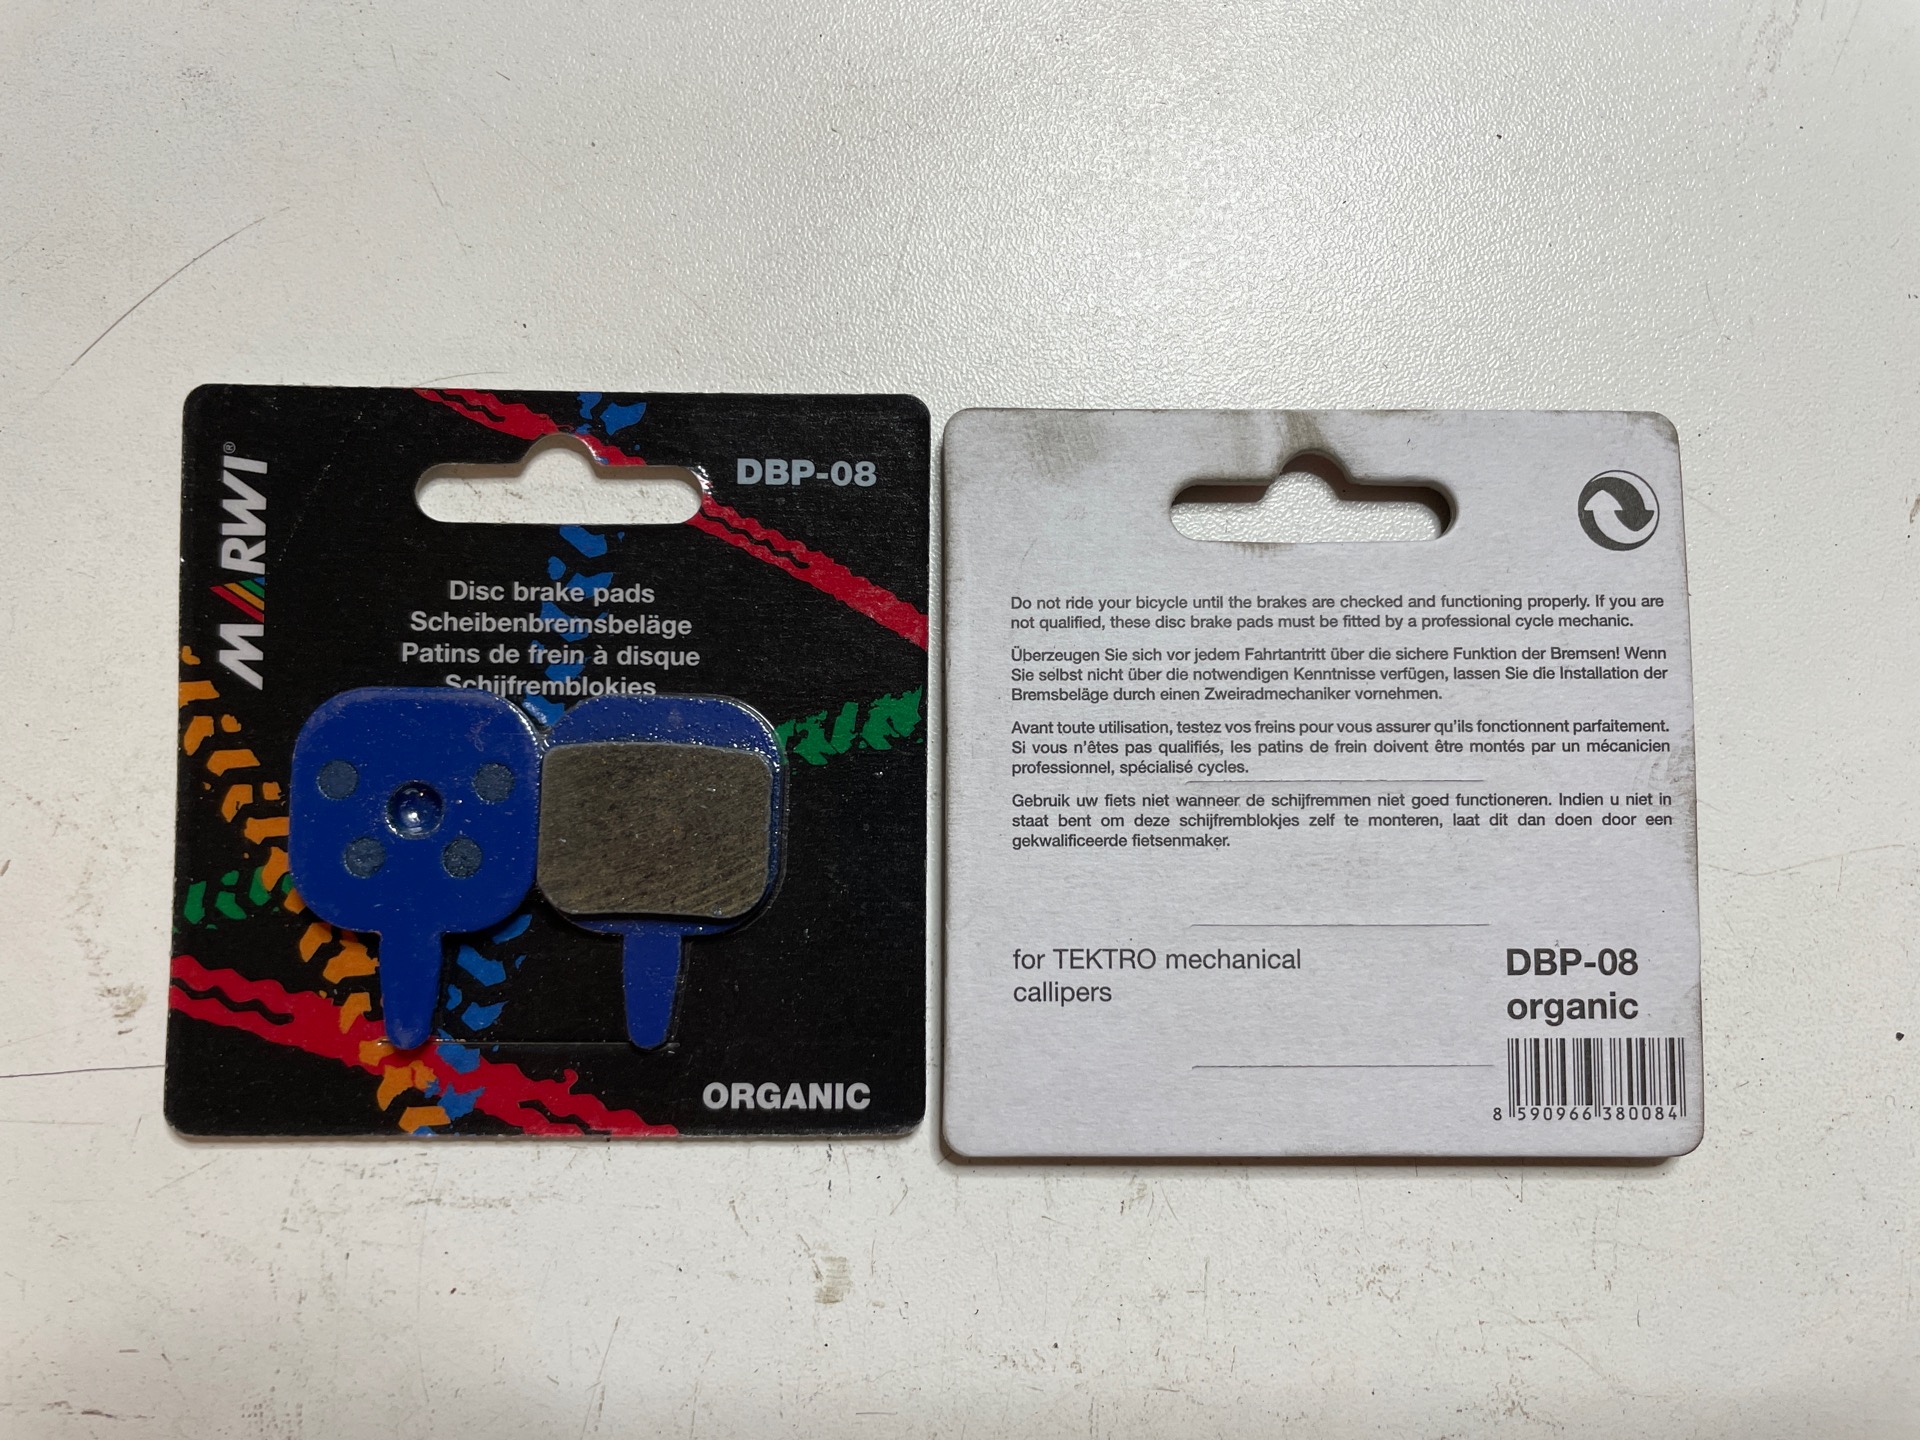 MARWI®
DBP-08
Disc brake pads
Scheibenbremsbeläge
Patins de frein à disque
Schijfremblokjes
ORGANIC
Do not ride your bicycle until the brakes are checked and functioning properly. If you are
not qualified, these disc brake pads must be fitted by a professional cycle mechanic.
Überzeugen Sie sich vor jedem Fahrtantritt über die sichere Funktion der Bremsen! Wenn
Sie selbst nicht über die notwendigen Kenntnisse verfügen, lassen Sie die Installation der
Bremsbeläge durch einen Zweiradmechaniker vornehmen.
Avant toute utilisation, testez vos freins pour vous assurer qu'ils fonctionnent parfaitement.
Si vous n'êtes pas qualifiés, les patins de frein doivent être montés par un mécanicien
professionnel, spécialisé cycles.
Gebruik uw fiets niet wanneer de schijfremmen niet goed functioneren. Indien u niet in
staat bent om deze schijfremblokjes zelf te monteren, laat dit dan doen door een
gekwalificeerde fietsenmaker.
for TEKTRO mechanical
callipers
DBP-08
organic
8 590966 380084